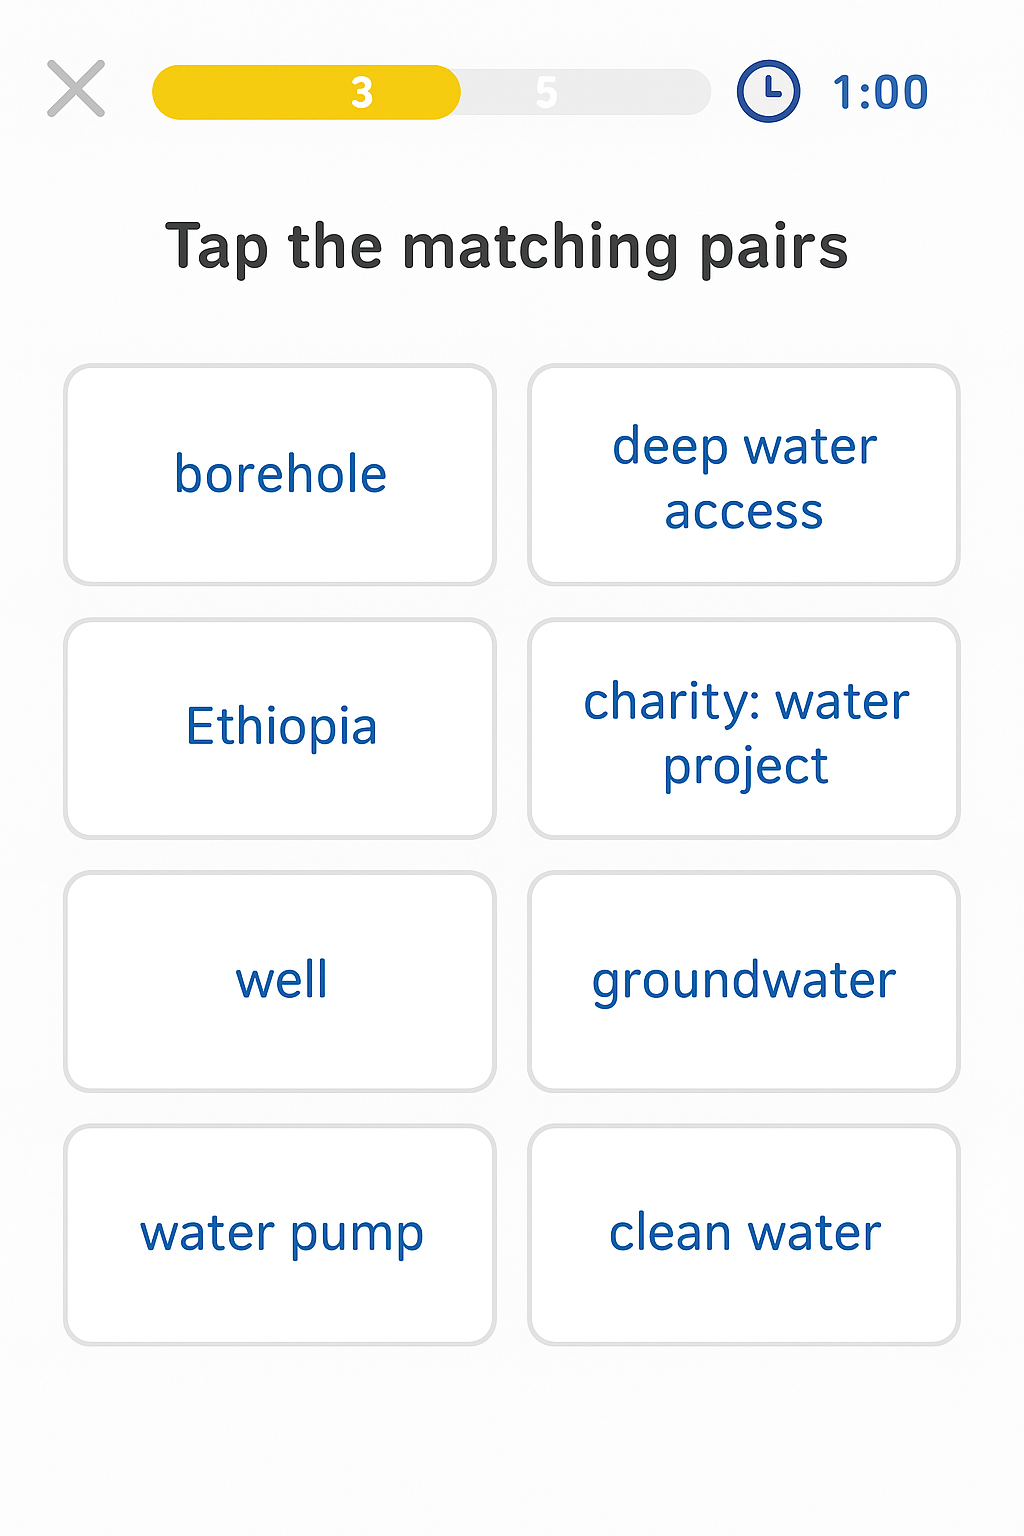 3 5 1:00
Tap the matching pairs
borehole
deep water
access
Ethiopia
charity: water
project
well
groundwater
water pump
clean water